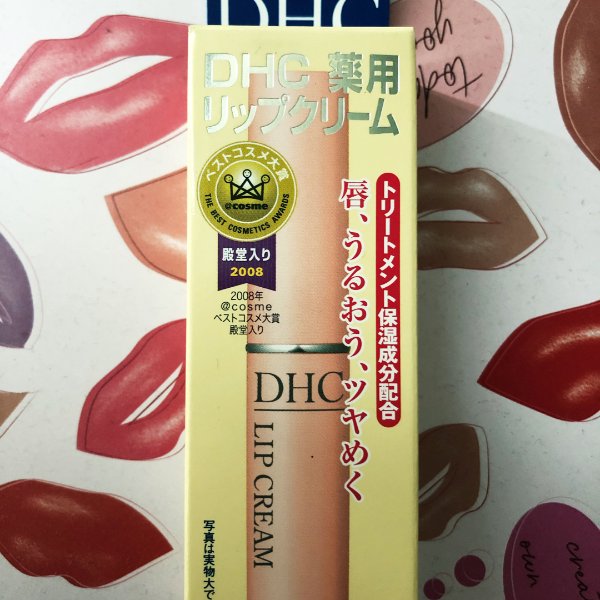 DHC
DHC 薬用
リップクリーム
ベストコスメ大賞
@cosme
THE BEST COSMETICS AWARDS
殿堂入り
2008
2008年
@cosme
ベストコスメ大賞
殿堂入り
トリートメント保湿成分配合
唇、うるおう、ツヤめく
DHC
LIP CREAM
写真は実物大で
today
you
own